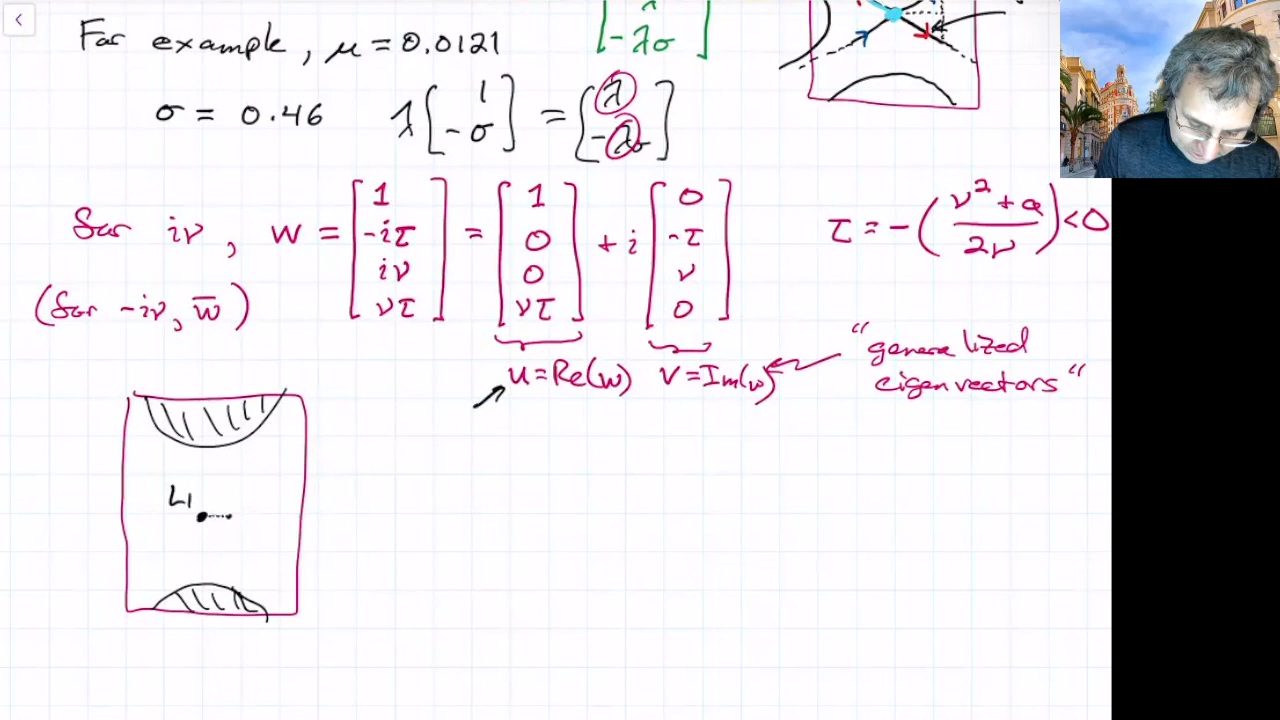 For example, μ = 0.0121
σ = 0.46 λ[1 -σ] = [λ -λσ]
[-λσ]
for iν, w = [1 -iτ iν ντ] = [1 0 0 ντ] + i[0 -τ ν 0] τ = -(ν² + a / 2ν) < 0
(for -iν, w̅)
u = Re(w) v = Im(w) "generalized
eigenvectors"
L1